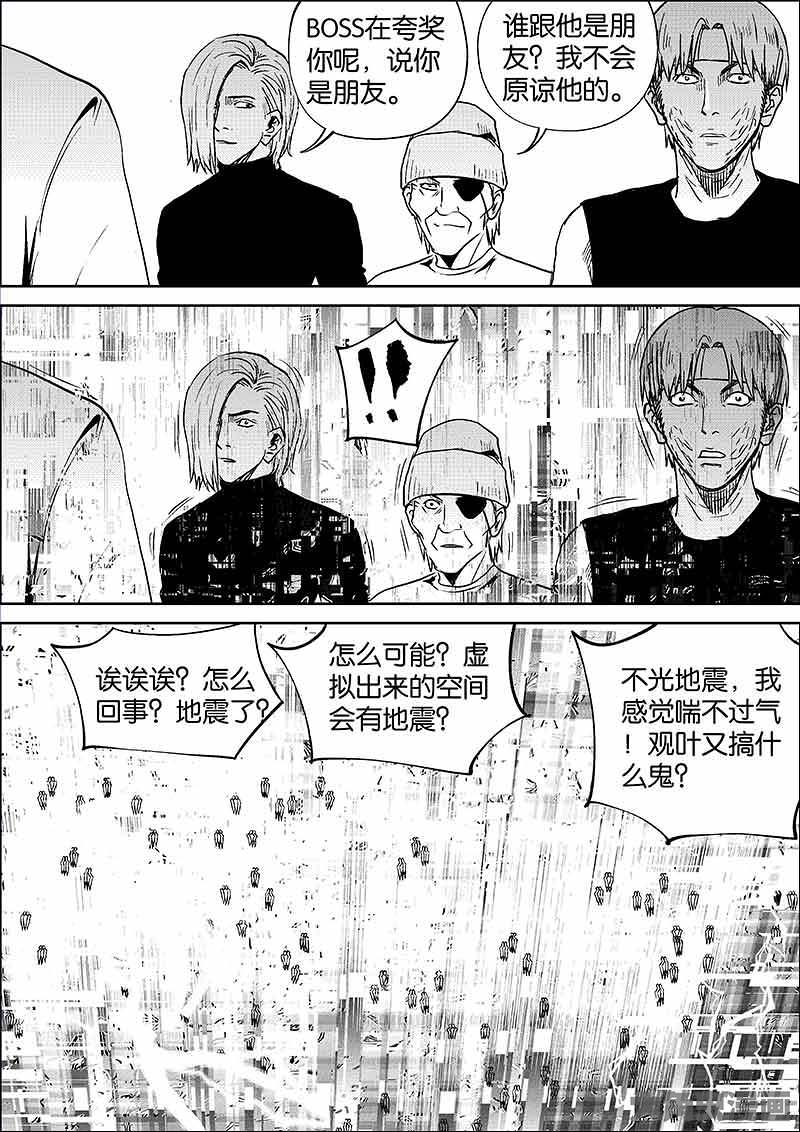 BOSS在夸奖
你呢，说你
是朋友。
谁跟他是朋
友？我不会
原谅他的。
!!
诶诶诶？怎么
回事？地震了？
怎么可能？虚
拟出来的空间
会有地震？
不光地震，我
感觉喘不过气
！观叶又搞什
么鬼？